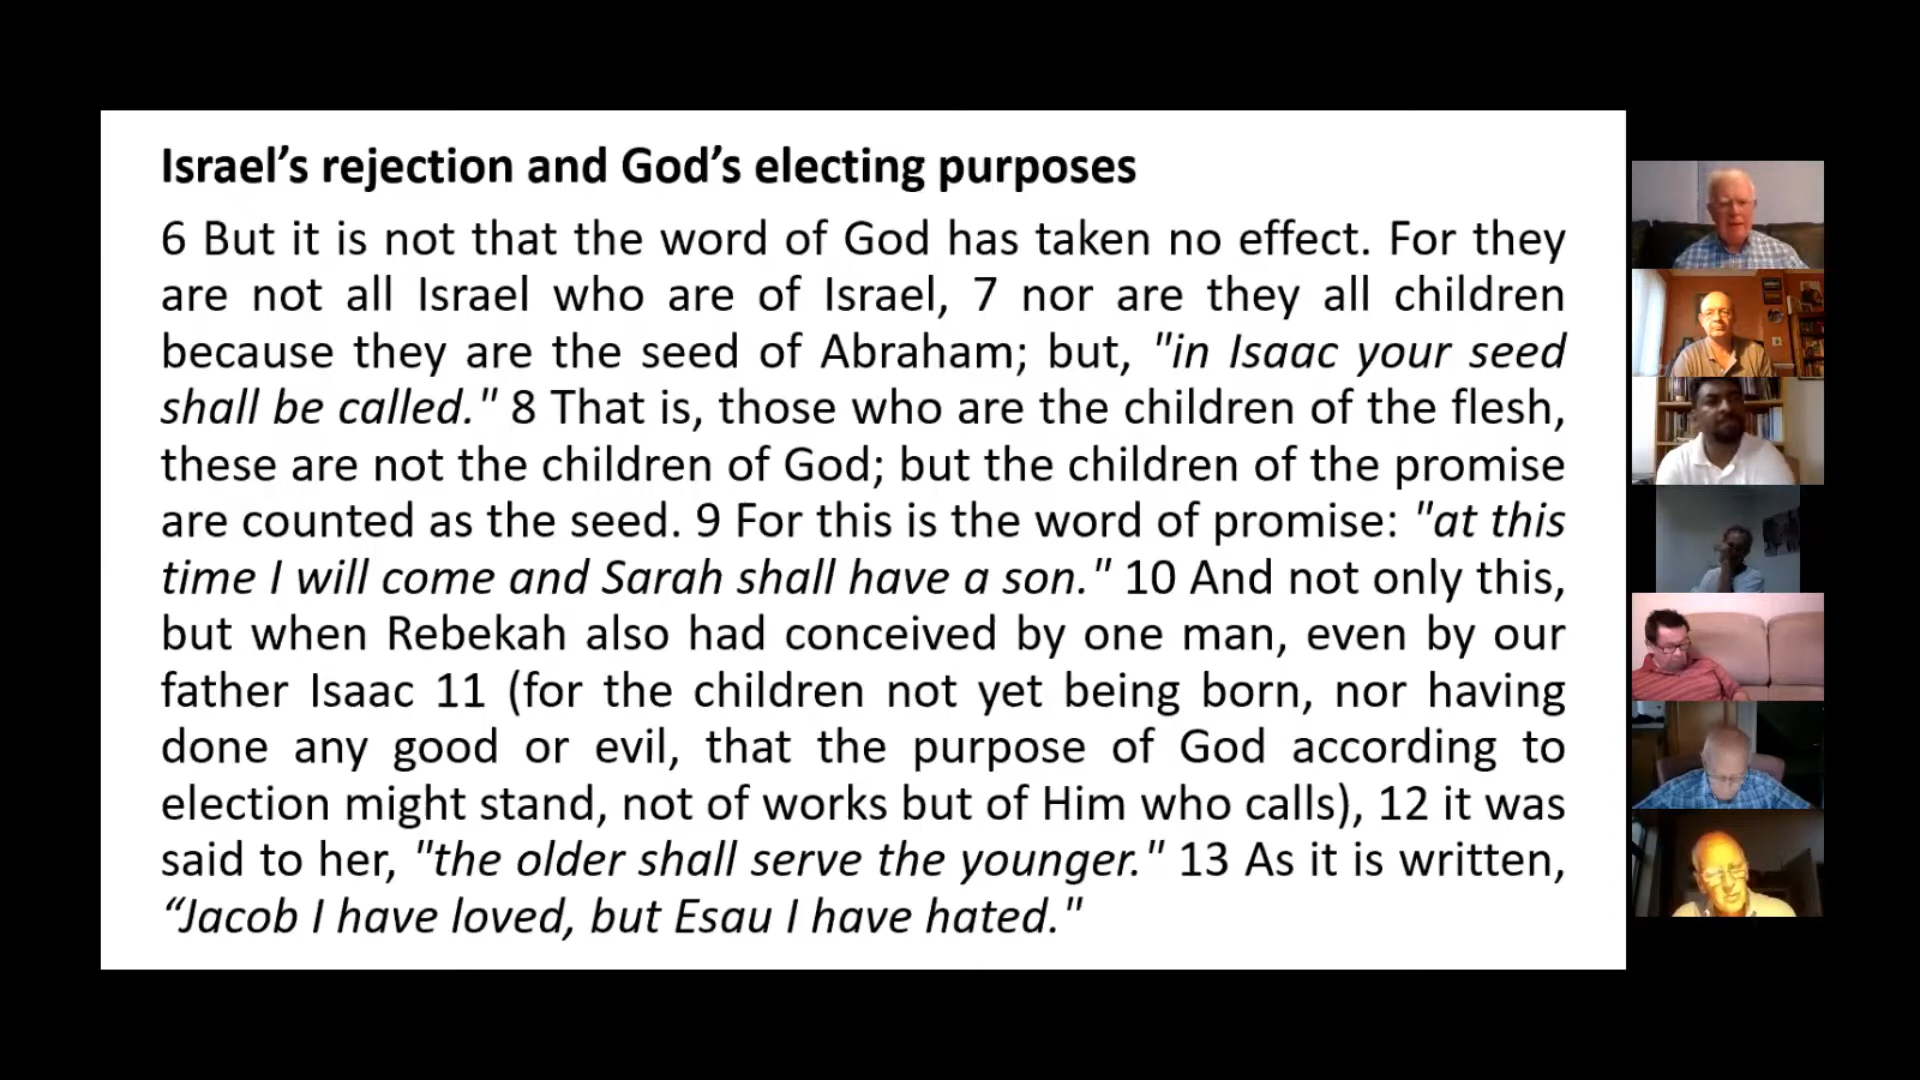 Israel’s rejection and God’s electing purposes
6 But it is not that the word of God has taken no effect. For they
are not all Israel who are of Israel, 7 nor are they all children
because they are the seed of Abraham; but, "in Isaac your seed
shall be called." 8 That is, those who are the children of the flesh,
these are not the children of God; but the children of the promise
are counted as the seed. 9 For this is the word of promise: "at this
time I will come and Sarah shall have a son." 10 And not only this,
but when Rebekah also had conceived by one man, even by our
father Isaac 11 (for the children not yet being born, nor having
done any good or evil, that the purpose of God according to
election might stand, not of works but of Him who calls), 12 it was
said to her, "the older shall serve the younger." 13 As it is written,
“Jacob I have loved, but Esau I have hated."